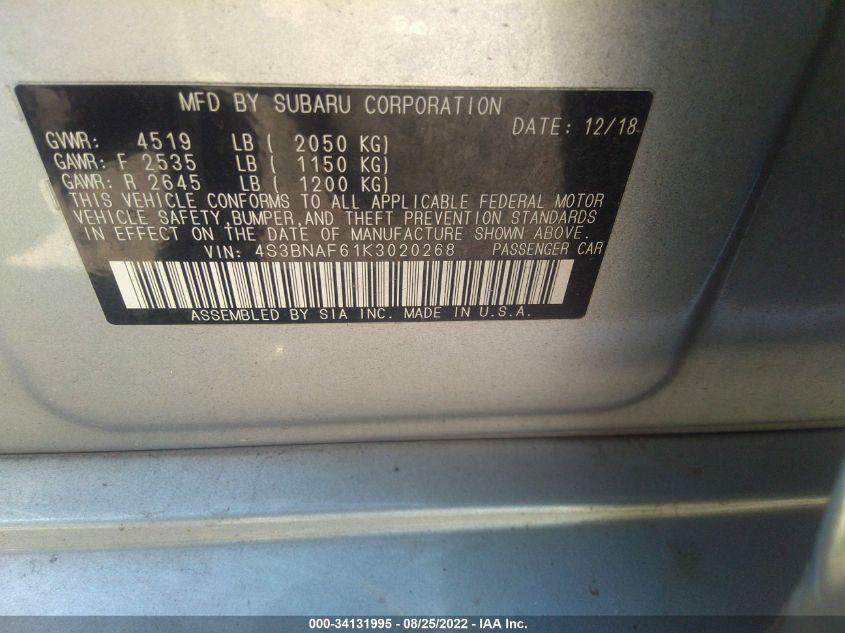 MFD BY SUBARU CORPORATION
DATE: 12/18
GVWR: 4519 LB ( 2050 KG)
GAWR: F 2535 LB ( 1150 KG)
GAWR: R 2645 LB ( 1200 KG)
THIS VEHICLE CONFORMS TO ALL APPLICABLE FEDERAL MOTOR
VEHICLE SAFETY,BUMPER,AND THEFT PREVENTION STANDARDS
IN EFFECT ON THE DATE OF MANUFACTURE SHOWN ABOVE.
VIN: 4S3BNAF61K3020268 PASSENGER CAR
ASSEMBLED BY SIA INC. MADE IN U.S.A.
000-34131995 - 08/25/2022 - IAA Inc.